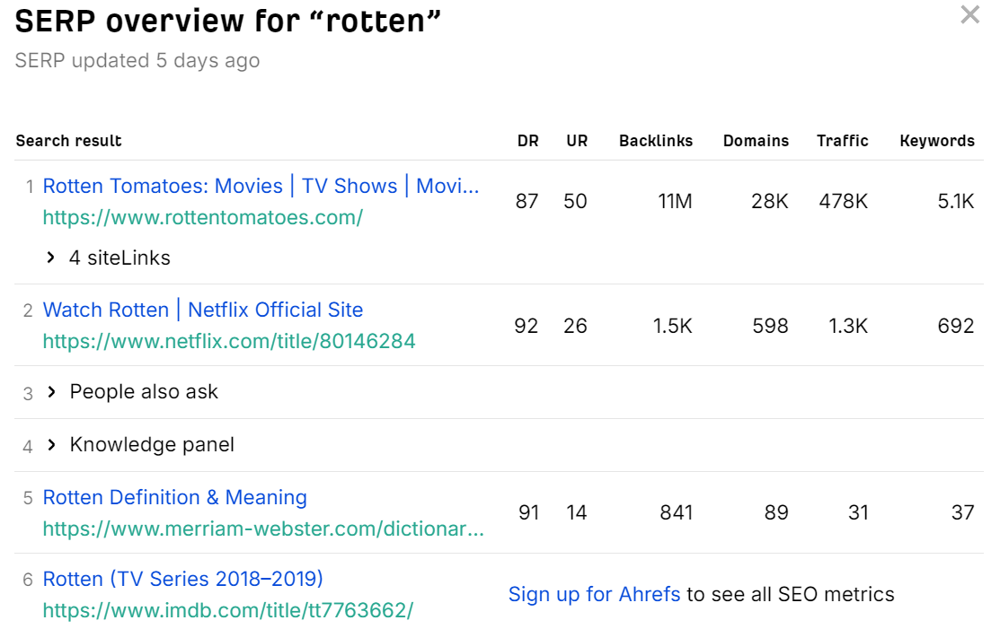 SERP overview for “rotten”
SERP updated 5 days ago
Search result DR UR Backlinks Domains Traffic Keywords
1 Rotten Tomatoes: Movies | TV Shows | Movi... 87 50 11M 28K 478K 5.1K
https://www.rottentomatoes.com/
4 siteLinks
2 Watch Rotten | Netflix Official Site 92 26 1.5K 598 1.3K 692
https://www.netflix.com/title/80146284
3 People also ask
4 Knowledge panel
5 Rotten Definition & Meaning 91 14 841 89 31 37
https://www.merriam-webster.com/dictionar...
6 Rotten (TV Series 2018–2019) Sign up for Ahrefs to see all SEO metrics
https://www.imdb.com/title/tt7763662/